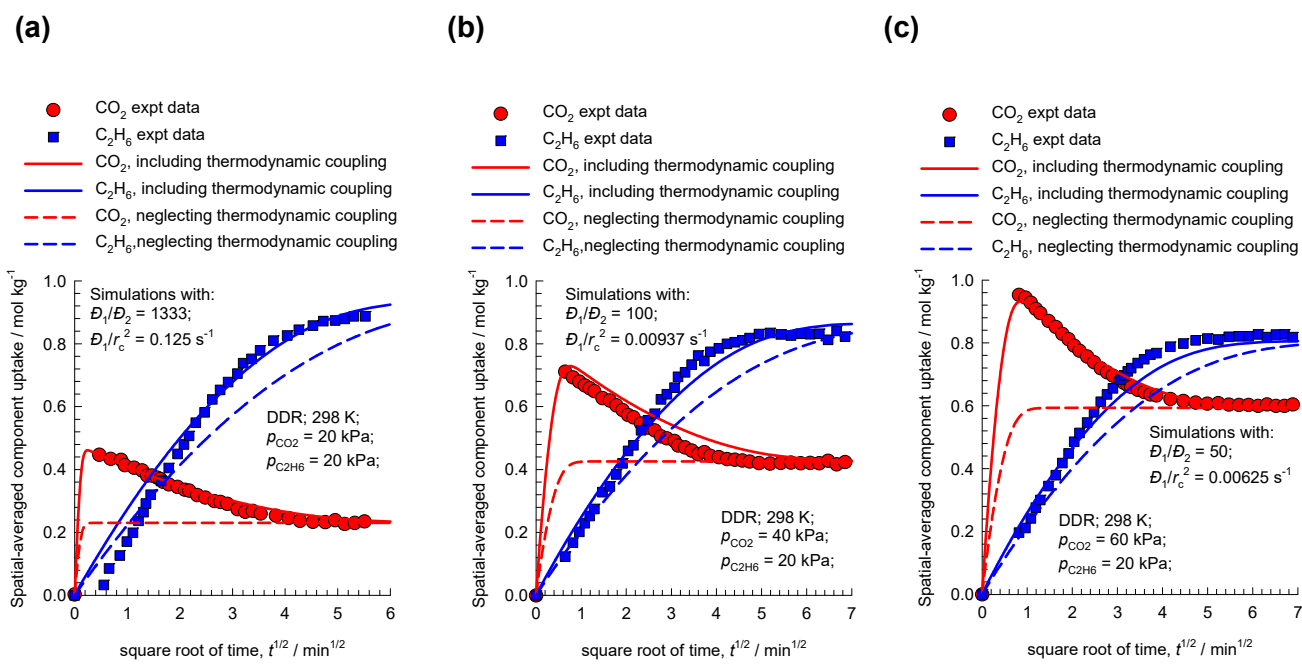 (a)
CO2 expt data
C2H6 expt data
CO2, including thermodynamic coupling
C2H6, including thermodynamic coupling
CO2, neglecting thermodynamic coupling
C2H6,neglecting thermodynamic coupling
Spatial-averaged component uptake / mol kg-1
1.0
0.8
0.6
0.4
0.2
0.0
Simulations with:
Đ1/Đ2 = 1333;
Đ1/rc2 = 0.125 s-1
DDR; 298 K;
pCO2 = 20 kPa;
pC2H6 = 20 kPa;
0 1 2 3 4 5 6
square root of time, t1/2 / min1/2
(b)
CO2 expt data
C2H6 expt data
CO2, including thermodynamic coupling
C2H6, including thermodynamic coupling
CO2, neglecting thermodynamic coupling
C2H6,neglecting thermodynamic coupling
Spatial-averaged component uptake / mol kg-1
1.0
0.8
0.6
0.4
0.2
0.0
Simulations with:
Đ1/Đ2 = 100;
Đ1/rc2 = 0.00937 s-1
DDR; 298 K;
pCO2 = 40 kPa;
pC2H6 = 20 kPa;
0 1 2 3 4 5 6 7
square root of time, t1/2 / min1/2
(c)
CO2 expt data
C2H6 expt data
CO2, including thermodynamic coupling
C2H6, including thermodynamic coupling
CO2, neglecting thermodynamic coupling
C2H6, neglecting thermodynamic coupling
Spatial-averaged component uptake / mol kg-1
1.0
0.8
0.6
0.4
0.2
0.0
Simulations with:
Đ1/Đ2 = 50;
Đ1/rc2 = 0.00625 s-1
DDR; 298 K;
pCO2 = 60 kPa;
pC2H6 = 20 kPa;
0 1 2 3 4 5 6 7
square root of time, t1/2 / min1/2